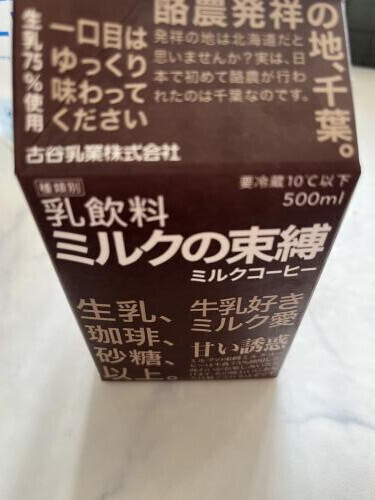 酪農発祥の地、千葉。
発祥の地は北海道だと
思いませんか?実は、日
本で初めて酪農が行わ
れたのは千葉なのです。
生乳75%使用
一口目は
ゆっくり
味わって
ください
古谷乳業株式会社
種類別
乳飲料
要冷蔵10℃以下
500ml
ミルクの束縛
ミルクコーヒー
生乳、
珈琲、
砂糖、
以上。
牛乳好き
ミルク愛
甘い誘惑